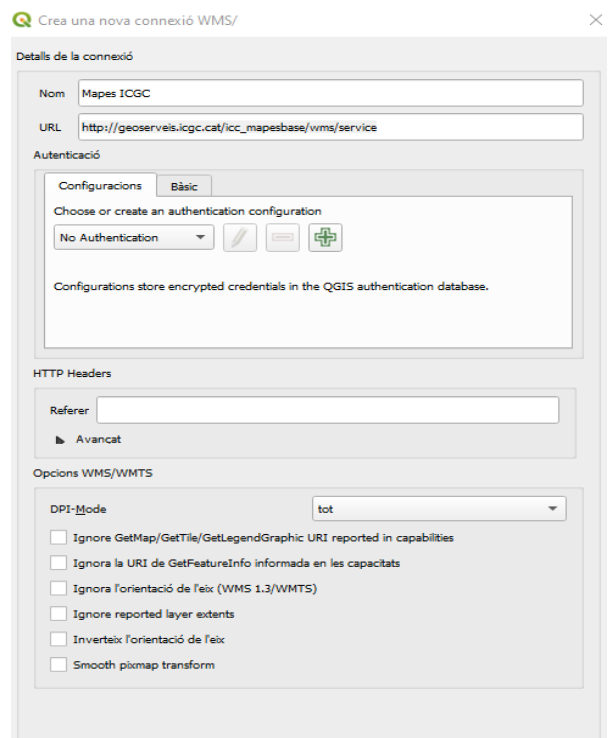 Crea una nova connexió WMS/
Detalls de la connexió
Nom Mapes ICGC
URL http://geoserveis.icgc.cat/icc_mapesbase/wms/service
Autenticació
Configuracions Bàsic
Choose or create an authentication configuration
No Authentication
Configurations store encrypted credentials in the QGIS authentication database.
HTTP Headers
Referer
Avançat
Opcions WMS/WMTS
DPI-Mode tot
Ignore GetMap/GetTile/GetLegendGraphic URI reported in capabilities
Ignora la URI de GetFeatureInfo informada en les capacitats
Ignora l'orientació de l'eix (WMS 1.3/WMTS)
Ignore reported layer extents
Inverteix l'orientació de l'eix
Smooth pixmap transform